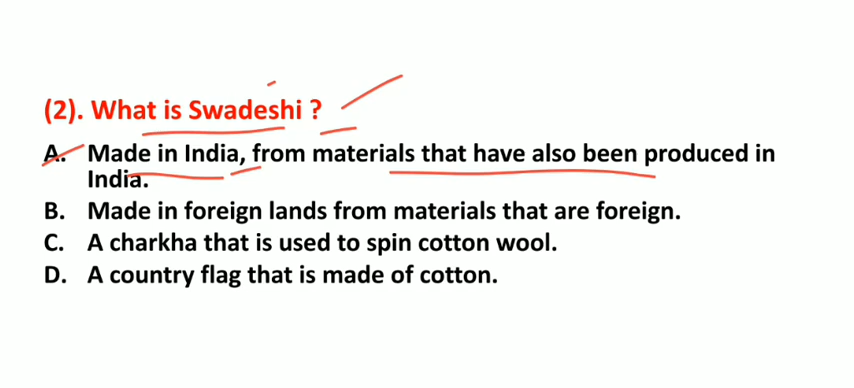 (2). What is Swadeshi ?
A. Made in India, from materials that have also been produced in
India.
B. Made in foreign lands from materials that are foreign.
C. A charkha that is used to spin cotton wool.
D. A country flag that is made of cotton.